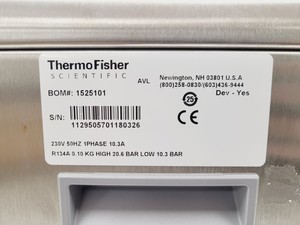 ThermoFisher
SCIENTIFIC
AVL
Newington, NH 03801 U.S.A
(800)258-0830/(603)436-9444
BOM#: 1525101
Dev - Yes
25
S/N:
1129505701180326
230V 50HZ 1PHASE 10.3A
R134A 0.10 KG HIGH 20.6 BAR LOW 10.3 BAR